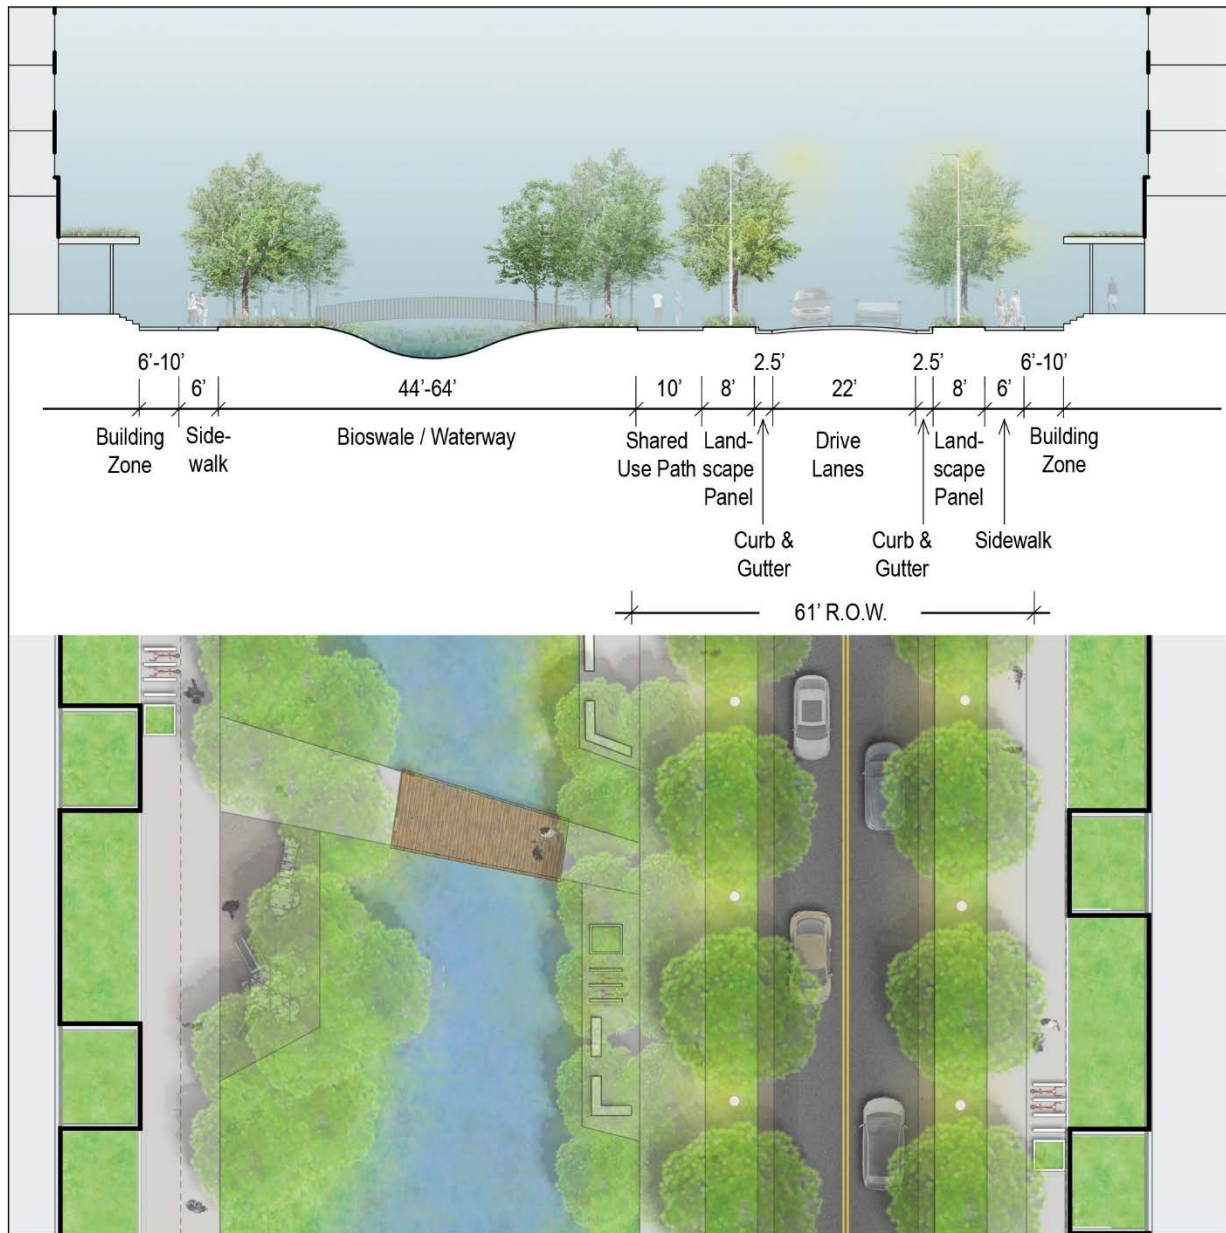 6'-10' 2.5' 2.5' 6'-10'
6' 44'-64' 10' 8' 22' 8' 6'
Building Zone
Side-
walk
Bioswale / Waterway
Shared
Use Path
Land-
scape
Panel
Drive
Lanes
Land-
scape
Panel
Building
Zone
Curb &
Gutter
Curb &
Gutter
Sidewalk
61' R.O.W.